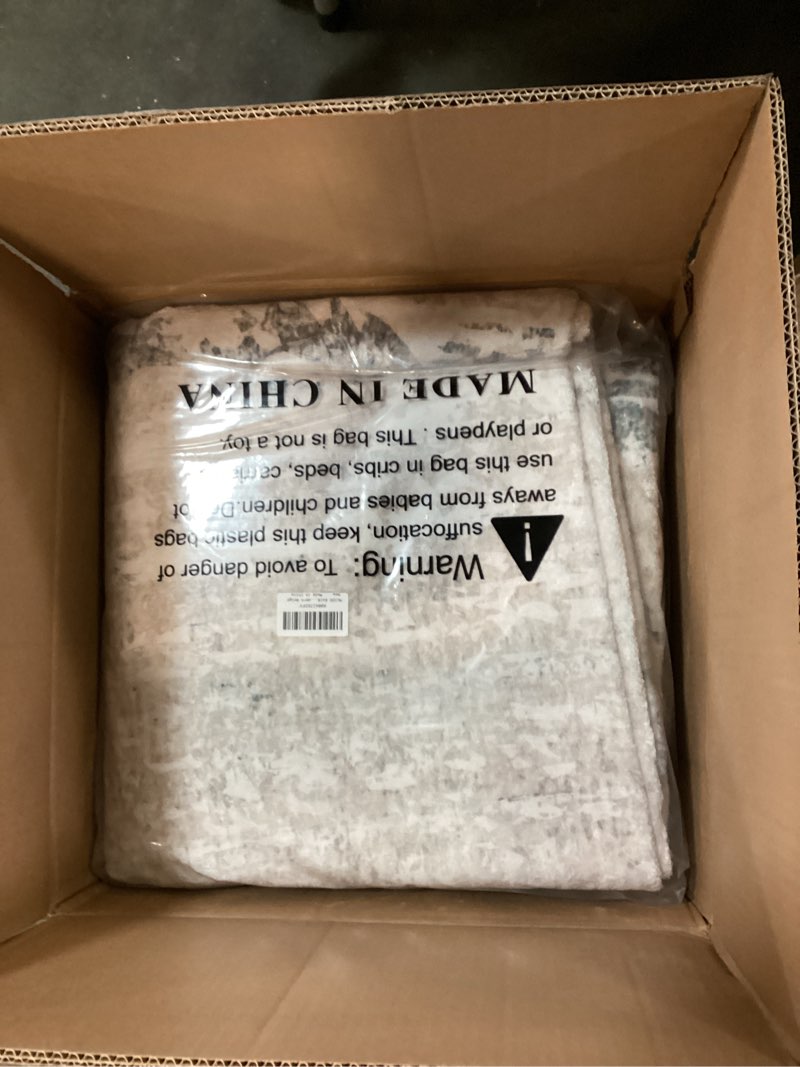 Warning: To avoid danger of
suffocation, keep this plastic bags
aways from babies and children.Do
use this bag in cribs, beds,
or playpens . This bag is not a toy.
MADE IN CHINA